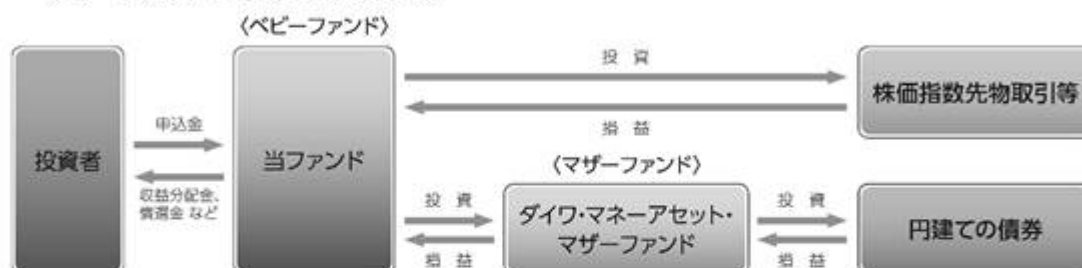 〈ベビーファンド〉
投資者
申込金
収益分配金、
償還金 など
当ファンド
投 資
損 益
株価指数先物取引等
〈マザーファンド〉
投 資
損 益
ダイワ・マネーアセット・
マザーファンド
投 資
損 益
円建ての債券